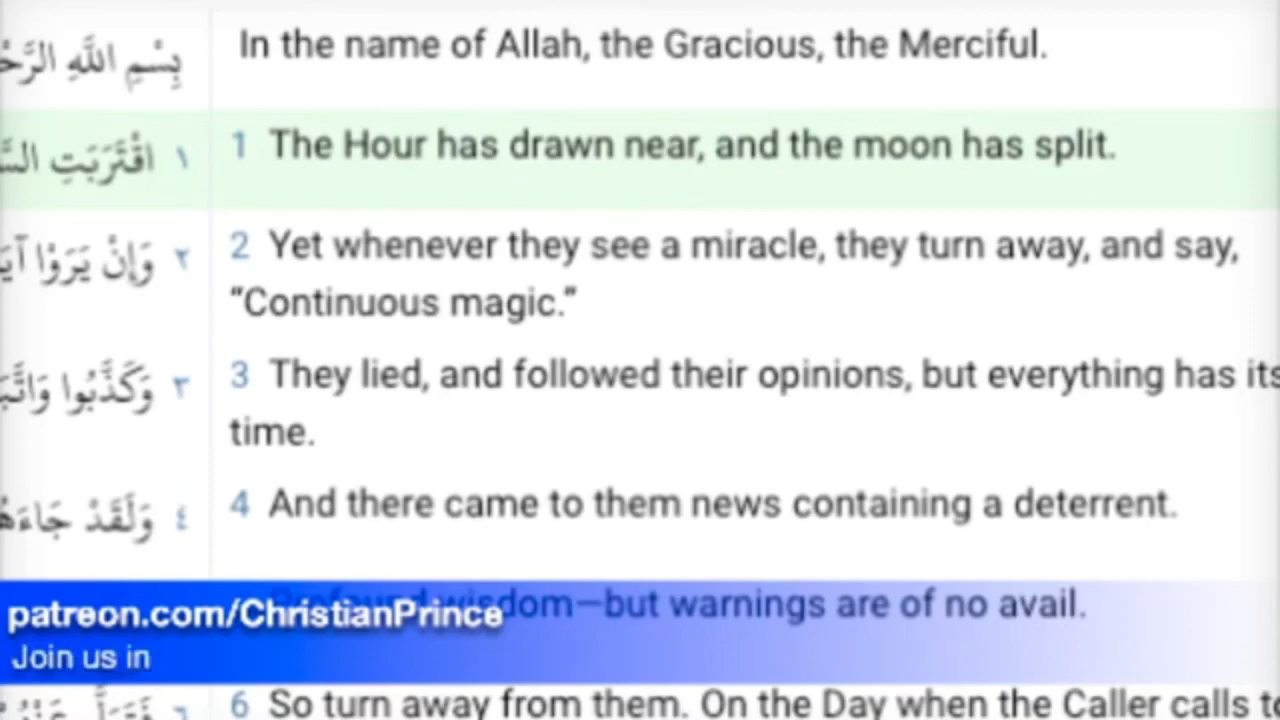 بِسْمِ اللَّهِ
In the name of Allah, the Gracious, the Merciful.
١ اقْتَرَبَتِ
1 The Hour has drawn near, and the moon has split.
٢ وَإِنْ يَرَوْا
2 Yet whenever they see a miracle, they turn away, and say,
“Continuous magic.”
٣ وَكَذَّبُوا
3 They lied, and followed their opinions, but everything has its
time.
٤ وَلَقَدْ
4 And there came to them news containing a deterrent.
wisdom—but warnings are of no avail.
patreon.com/ChristianPrince
Join us in
6 So turn away from them. On the Day when the Caller calls